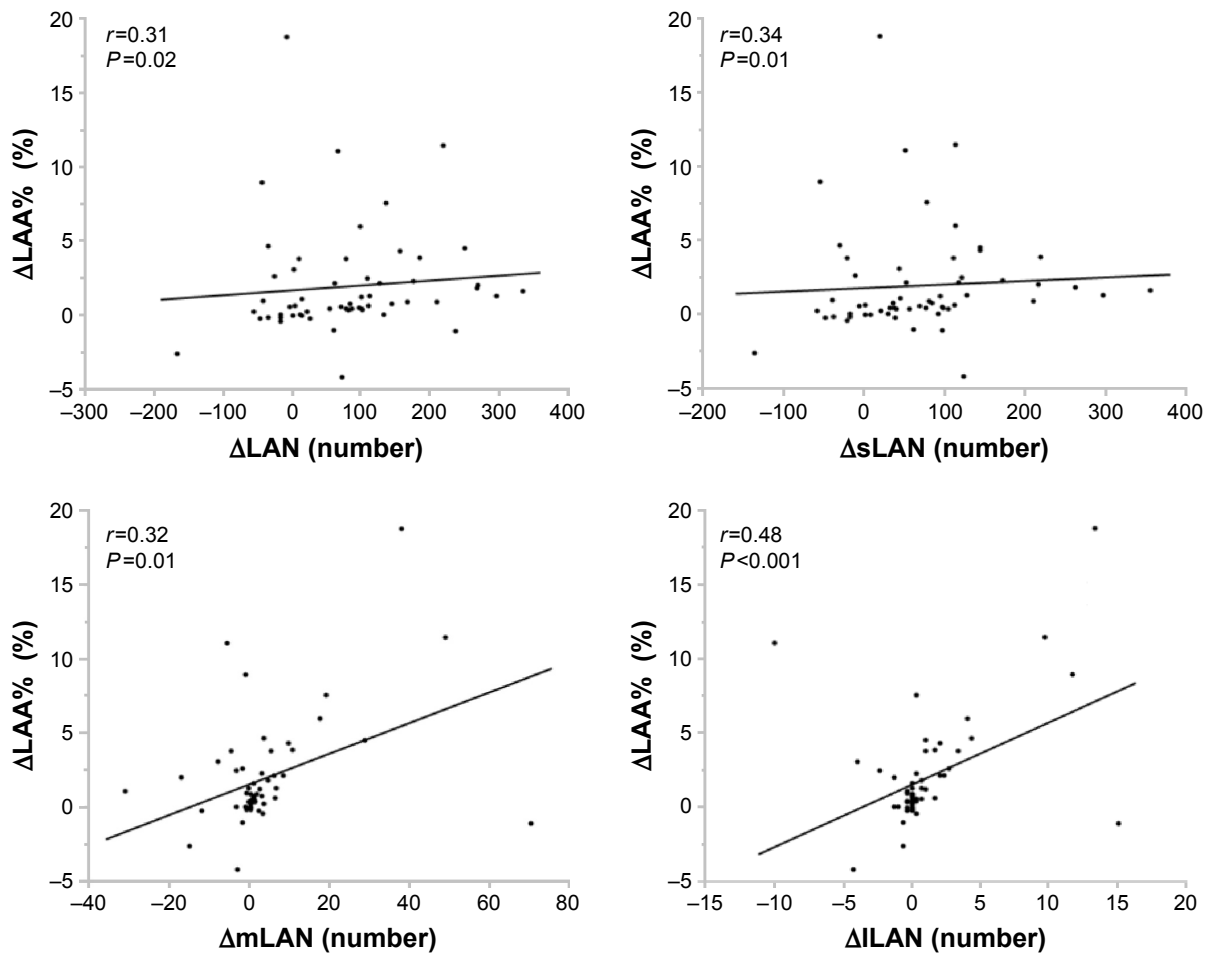 r=0.31
P=0.02
20
15
10
5
0
–5
ΔLAA% (%)
–300 –200 –100 0 100 200 300 400
ΔLAN (number)
r=0.34
P=0.01
20
15
10
5
0
–5
ΔLAA% (%)
–200 –100 0 100 200 300 400
ΔsLAN (number)
r=0.32
P=0.01
20
15
10
5
0
–5
ΔLAA% (%)
–40 –20 0 20 40 60 80
ΔmLAN (number)
r=0.48
P<0.001
20
15
10
5
0
–5
ΔLAA% (%)
–15 –10 –5 0 5 10 15 20
ΔlLAN (number)